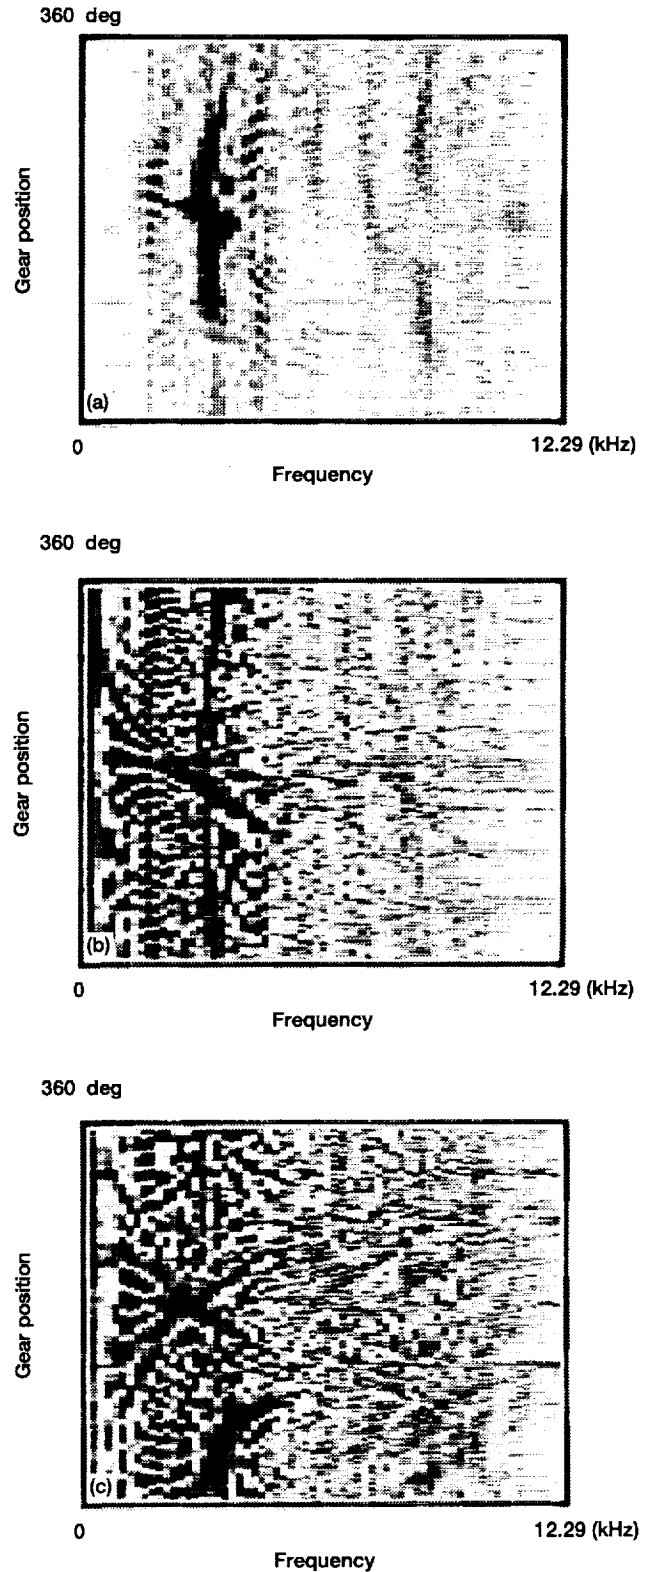 360 deg
Gear position
(a)
0
12.29 (kHz)
Frequency
360 deg
Gear position
(b)
0
12.29 (kHz)
Frequency
360 deg
Gear position
(c)
0
12.29 (kHz)
Frequency